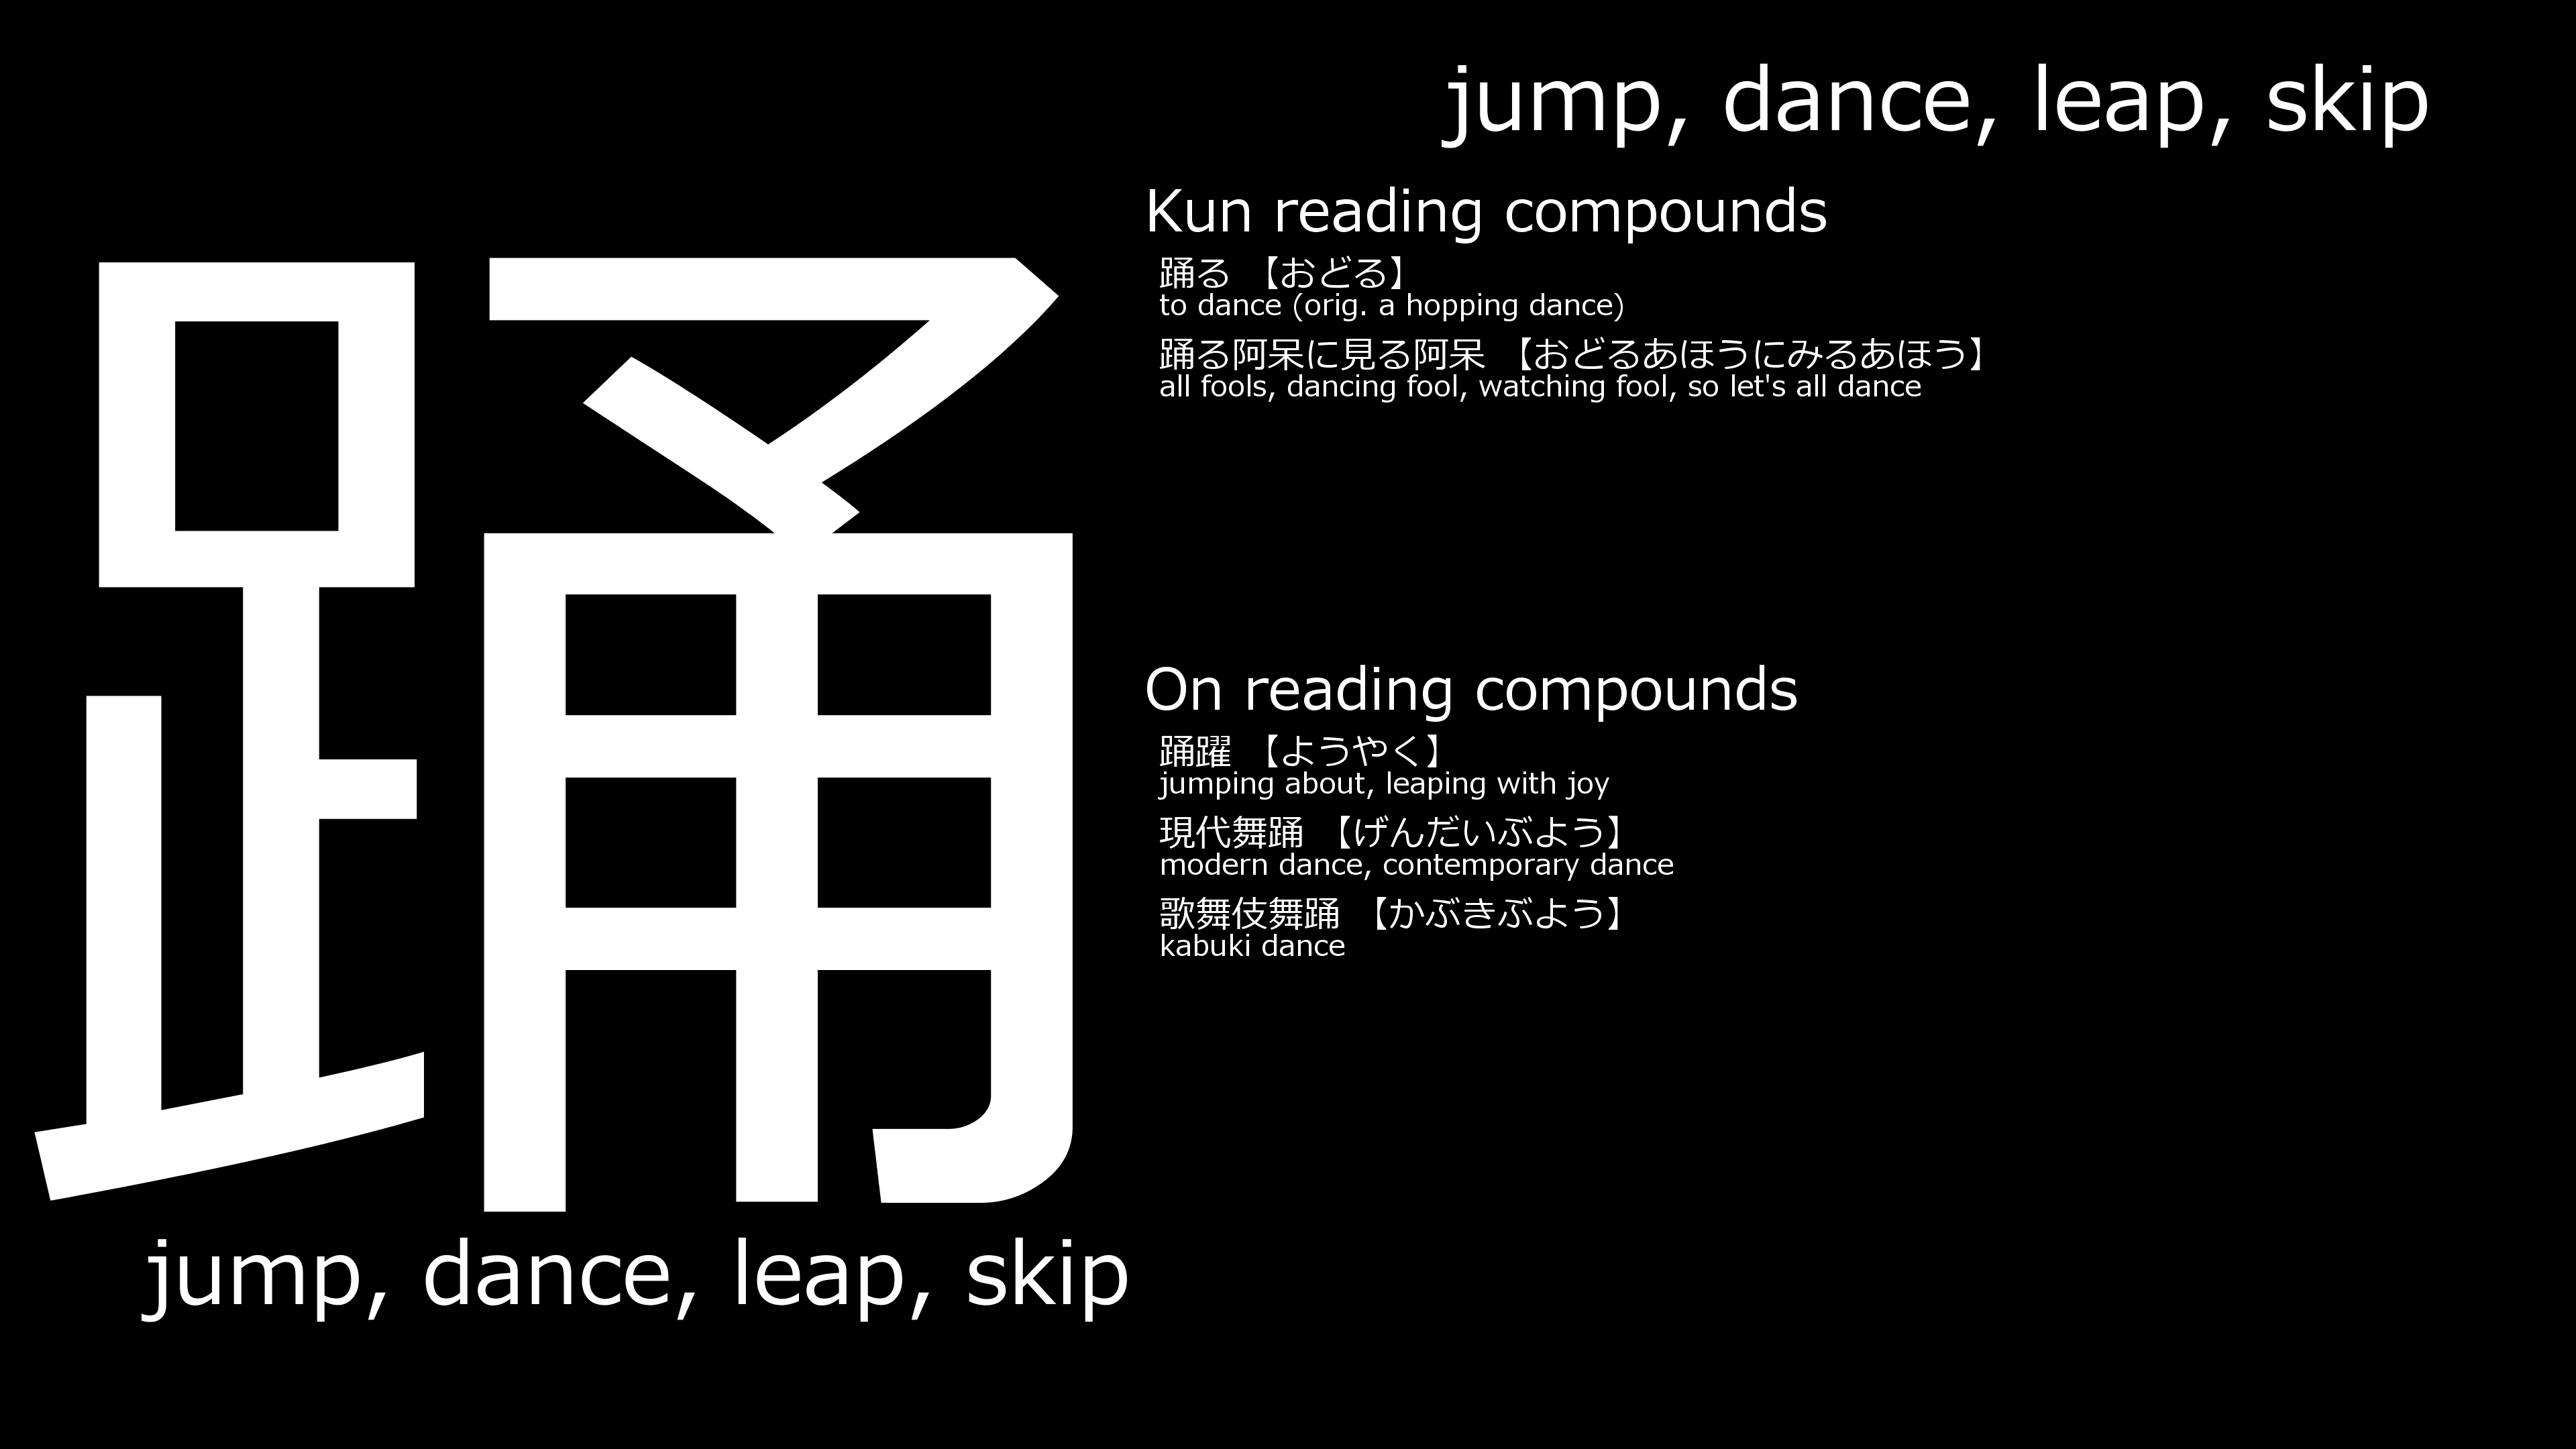 踊
jump, dance, leap, skip
jump, dance, leap, skip
Kun reading compounds
踊る 【おどる】
to dance (orig. a hopping dance)
踊る阿呆に見る阿呆 【おどるあほうにみるあほう】
all fools, dancing fool, watching fool, so let's all dance
On reading compounds
踊躍 【ようやく】
jumping about, leaping with joy
現代舞踊 【げんだいぶよう】
modern dance, contemporary dance
歌舞伎舞踊 【かぶきぶよう】
kabuki dance